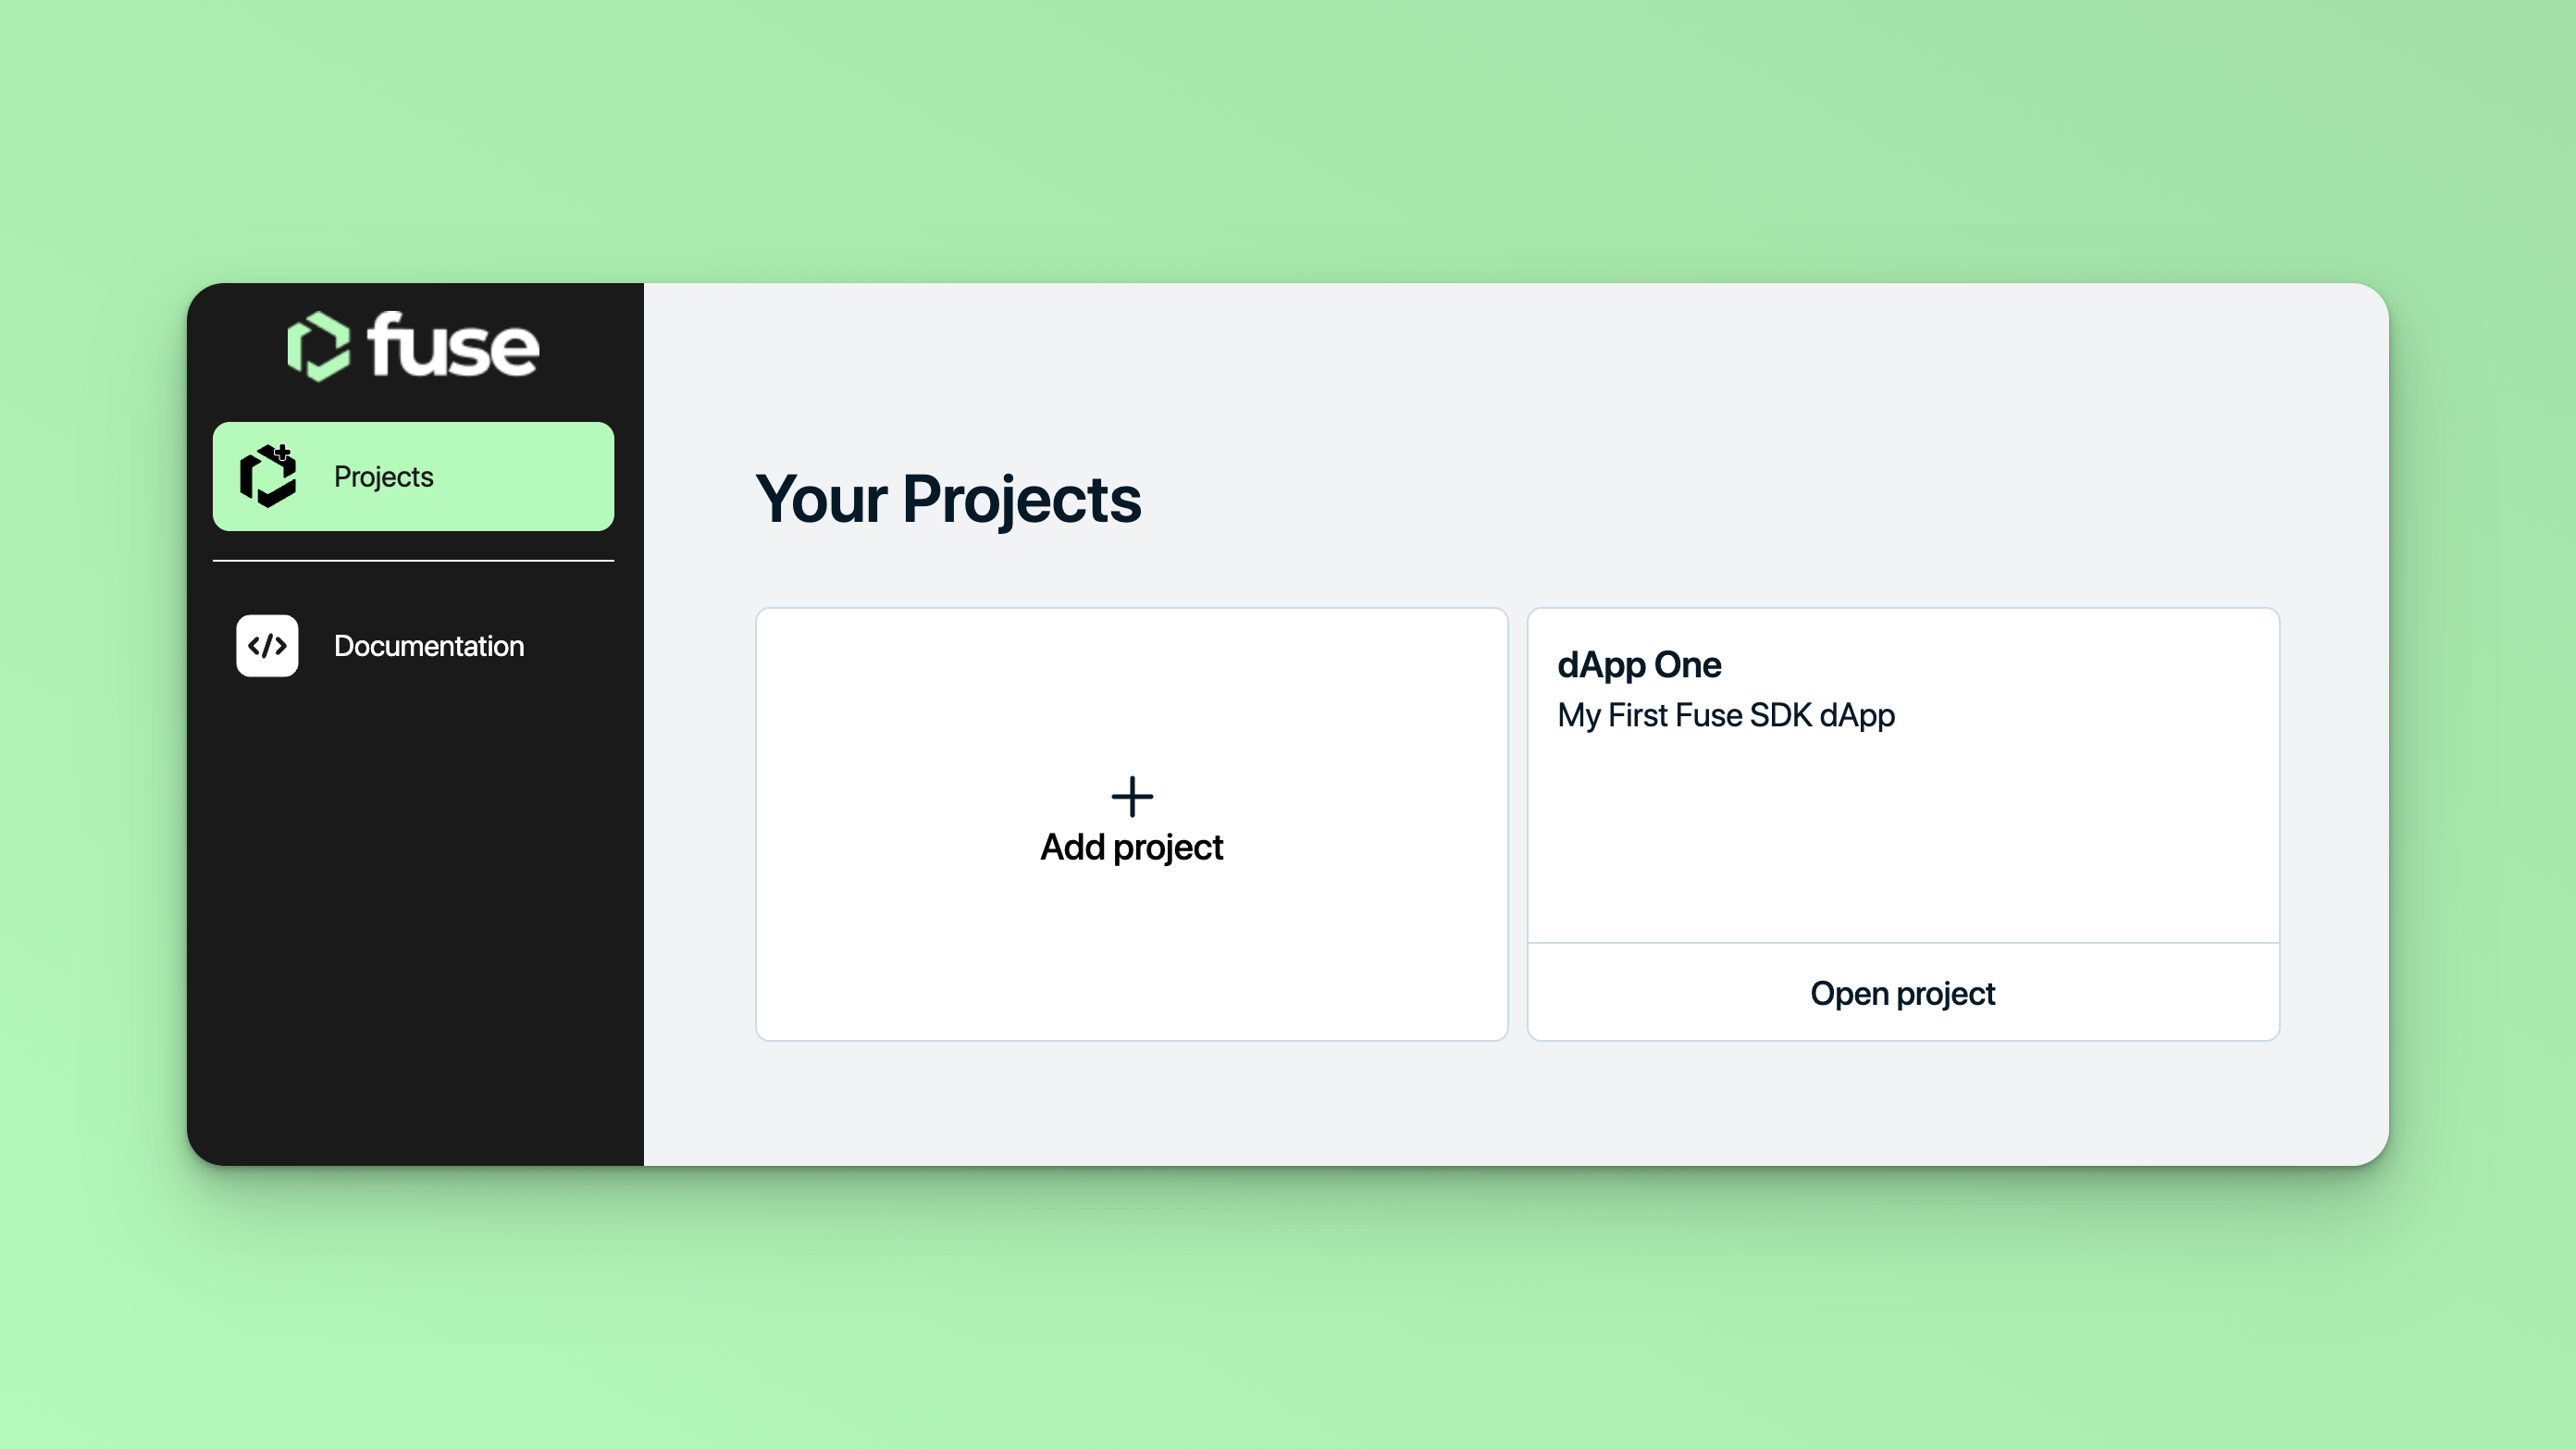 fuse
Projects
Documentation
Your Projects
Add project
dApp One
My First Fuse SDK dApp
Open project